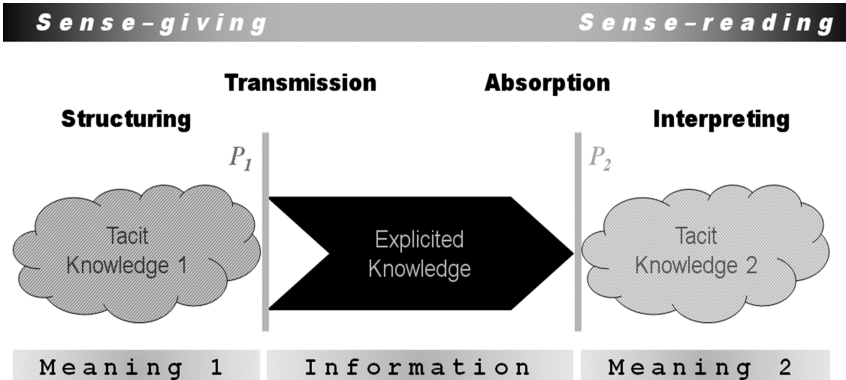 Sense-giving Sense-reading
Transmission Absorption
Structuring Interpreting
P1 P2
Tacit
Knowledge 1
Explicited
Knowledge
Tacit
Knowledge 2
Meaning 1 Information Meaning 2